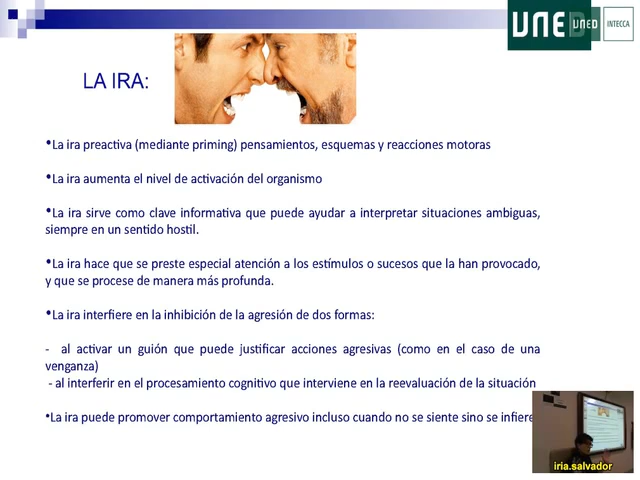 UNED
INTECCA
LA IRA:
•La ira preactiva (mediante priming) pensamientos, esquemas y reacciones motoras
•La ira aumenta el nivel de activación del organismo
•La ira sirve como clave informativa que puede ayudar a interpretar situaciones ambiguas,
siempre en un sentido hostil.
•La ira hace que se preste especial atención a los estímulos o sucesos que la han provocado,
y que se procese de manera más profunda.
•La ira interfiere en la inhibición de la agresión de dos formas:
- al activar un guión que puede justificar acciones agresivas (como en el caso de una
venganza)
- al interferir en el procesamiento cognitivo que interviene en la reevaluación de la situación
•La ira puede promover comportamiento agresivo incluso cuando no se siente sino se infiere
iria.salvador